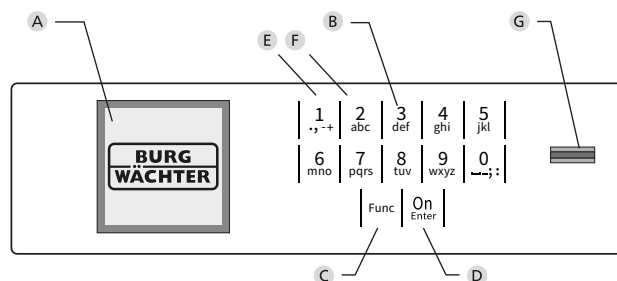 A
B
G
E F
1 2 3 4 5
.,-+ abc def ghi jkl
BURG
WÄCHTER
6 7 8 9 0
mno pqrs tuv wxyz ⎵–;:
Func On
Enter
C
D